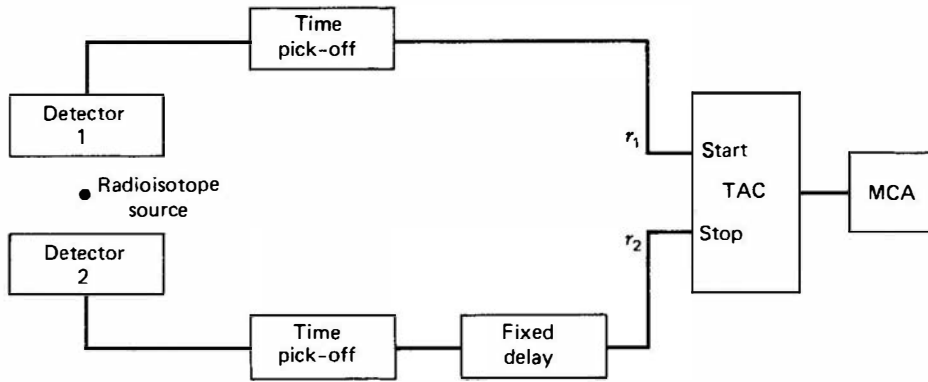 Time
pick-off
Detector
1
r₁
Start
Radioisotope
source
TAC
MCA
Detector
2
r₂
Stop
Time
pick-off
Fixed
delay